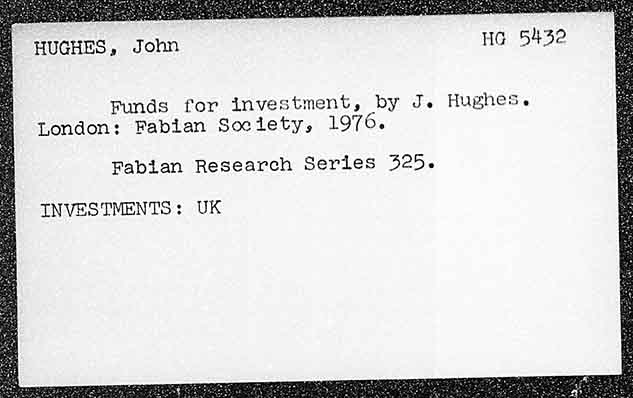 HUGHES, John HG 5432
Funds for investment, by J. Hughes.
London: Fabian Society, 1976.
Fabian Research Series 325.
INVESTMENTS: UK